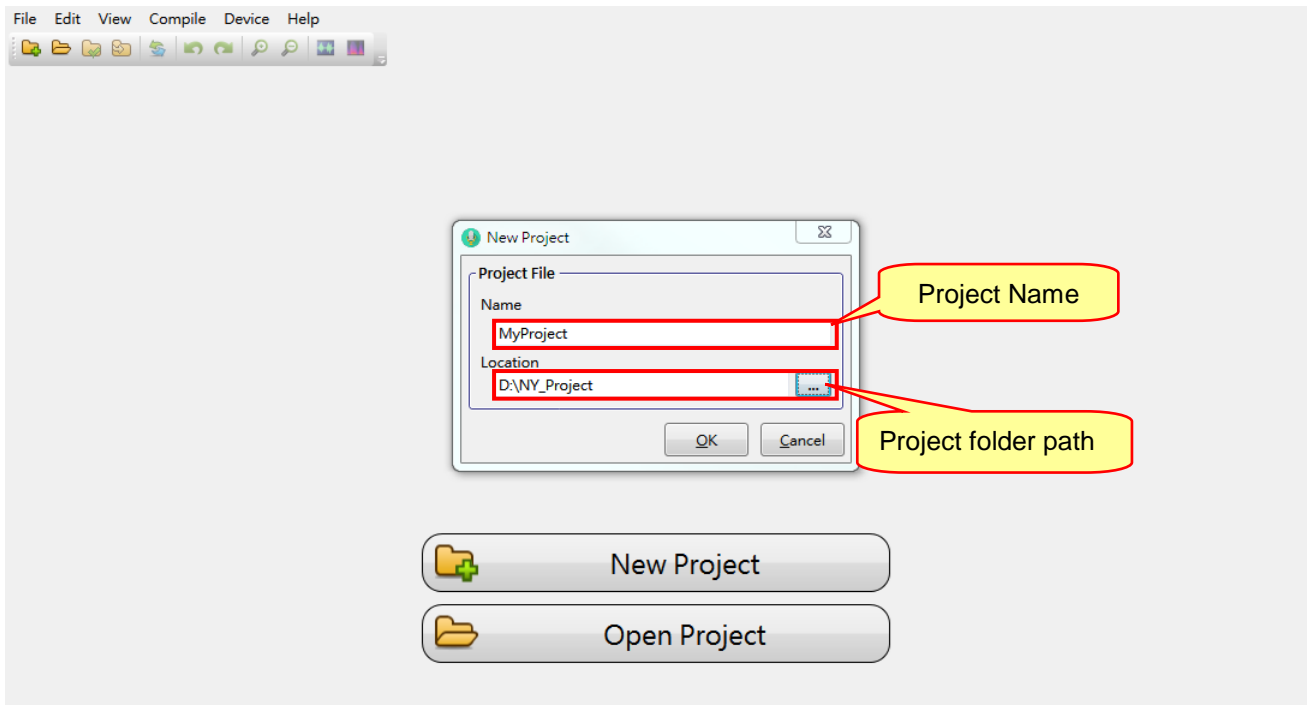 File Edit View Compile Device Help
New Project
Project File
Name
MyProject
Project Name
Location
D:\NY_Project
...
OK Cancel
Project folder path
New Project
Open Project